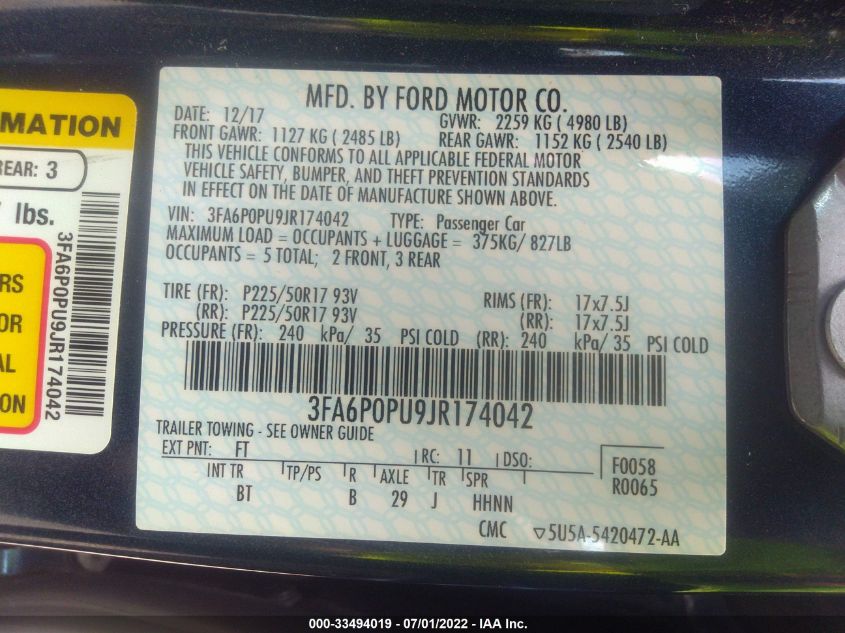 MATION
REAR: 3
lbs.
RS
OR
AL
ON
3FA6P0PU9JR174042
MFD. BY FORD MOTOR CO.
DATE: 12/17 GVWR: 2259 KG ( 4980 LB)
FRONT GAWR: 1127 KG ( 2485 LB) REAR GAWR: 1152 KG ( 2540 LB)
THIS VEHICLE CONFORMS TO ALL APPLICABLE FEDERAL MOTOR
VEHICLE SAFETY, BUMPER, AND THEFT PREVENTION STANDARDS
IN EFFECT ON THE DATE OF MANUFACTURE SHOWN ABOVE.
VIN: 3FA6P0PU9JR174042 TYPE: Passenger Car
MAXIMUM LOAD = OCCUPANTS + LUGGAGE = 375KG/ 827LB
OCCUPANTS = 5 TOTAL; 2 FRONT, 3 REAR
TIRE (FR): P225/50R17 93V RIMS (FR): 17x7.5J
(RR): P225/50R17 93V (RR): 17x7.5J
PRESSURE (FR): 240 kPa/ 35 PSI COLD (RR): 240 kPa/ 35 PSI COLD
3FA6P0PU9JR174042
TRAILER TOWING - SEE OWNER GUIDE
EXT PNT: FT RC: 11 DSO:
INT TR TP/PS R AXLE TR SPR
BT B 29 J HHNN
F0058
R0065
CMC ▽5U5A-5420472-AA
000-33494019 - 07/01/2022 - IAA Inc.